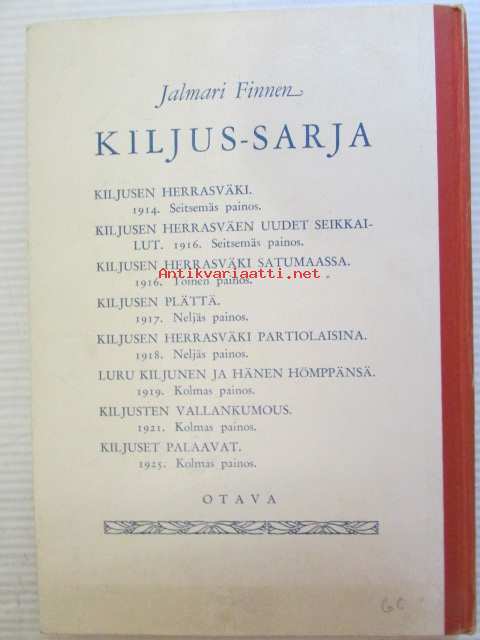 Jalmari Finnen
KILJUS-SARJA
KILJUSEN HERRASVÄKI.
1914. Seitsemäs painos.
KILJUSEN HERRASVÄEN UUDET SEIKKAI-
LUT. 1916. Seitsemäs painos.
KILJUSEN HERRASVÄKI SATUMAASSA.
Antikvariaatti.net
1916. Toinen painos.
KILJUSEN PLÄTTÄ.
1917. Neljäs painos.
KILJUSEN HERRASVÄKI PARTIOLAISINA.
1918. Neljäs painos.
LURU KILJUNEN JA HÄNEN HÖMPPÄNSÄ.
1919. Kolmas painos.
KILJUSTEN VALLANKUMOUS.
1921. Kolmas painos.
KILJUSET PALAAVAT.
1925. Kolmas painos.
OTAVA